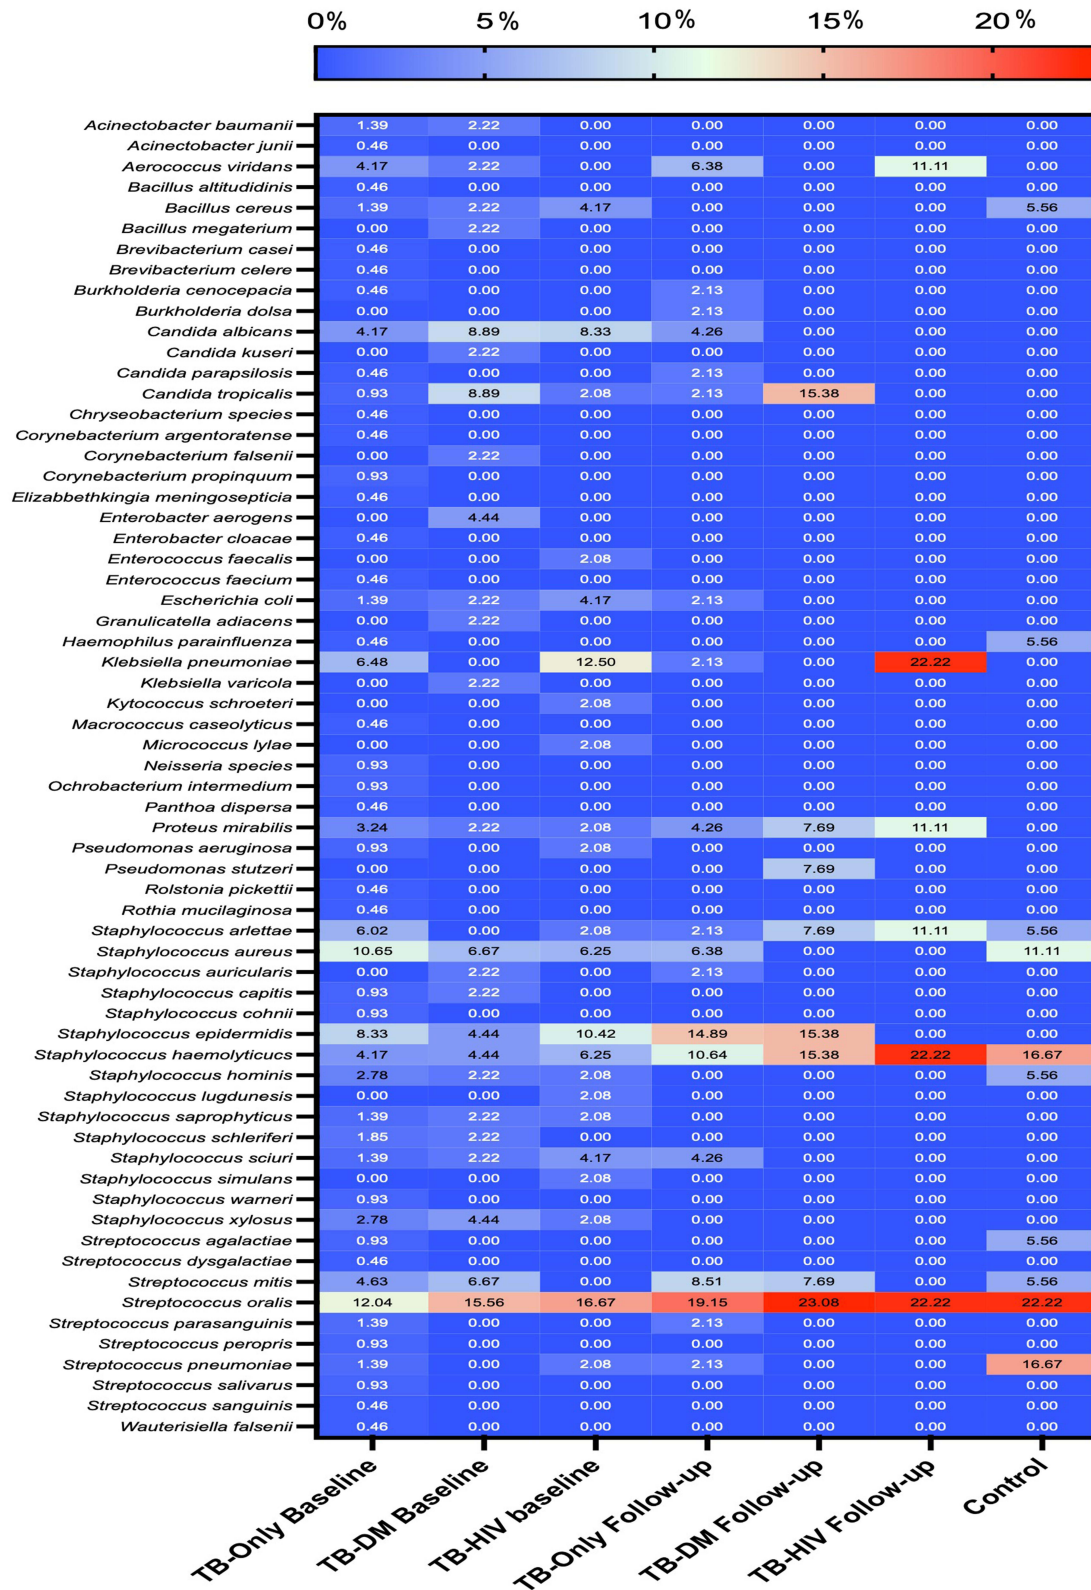 0% 5% 10% 15% 20%
Acinectobacter baumanii 1.39 2.22 0.00 0.00 0.00 0.00 0.00
Acinectobacter junii 0.46 0.00 0.00 0.00 0.00 0.00 0.00
Aerococcus viridans 4.17 2.22 0.00 6.38 0.00 11.11 0.00
Bacillus altitudidinis 0.46 0.00 0.00 0.00 0.00 0.00 0.00
Bacillus cereus 1.39 2.22 4.17 0.00 0.00 0.00 5.56
Bacillus megaterium 0.00 2.22 0.00 0.00 0.00 0.00 0.00
Brevibacterium casei 0.46 0.00 0.00 0.00 0.00 0.00 0.00
Brevibacterium celere 0.46 0.00 0.00 0.00 0.00 0.00 0.00
Burkholderia cenocepacia 0.46 0.00 0.00 2.13 0.00 0.00 0.00
Burkholderia dolsa 0.00 0.00 0.00 2.13 0.00 0.00 0.00
Candida albicans 4.17 8.89 8.33 4.26 0.00 0.00 0.00
Candida kuseri 0.00 2.22 0.00 0.00 0.00 0.00 0.00
Candida parapsilosis 0.46 0.00 0.00 2.13 0.00 0.00 0.00
Candida tropicalis 0.93 8.89 2.08 2.13 15.38 0.00 0.00
Chryseobacterium species 0.46 0.00 0.00 0.00 0.00 0.00 0.00
Corynebacterium argentoratense 0.46 0.00 0.00 0.00 0.00 0.00 0.00
Corynebacterium falsenii 0.00 2.22 0.00 0.00 0.00 0.00 0.00
Corynebacterium propinquum 0.93 0.00 0.00 0.00 0.00 0.00 0.00
Elizabbethkingia meningosepticia 0.46 0.00 0.00 0.00 0.00 0.00 0.00
Enterobacter aerogens 0.00 4.44 0.00 0.00 0.00 0.00 0.00
Enterobacter cloacae 0.46 0.00 0.00 0.00 0.00 0.00 0.00
Enterococcus faecalis 0.00 0.00 2.08 0.00 0.00 0.00 0.00
Enterococcus faecium 0.46 0.00 0.00 0.00 0.00 0.00 0.00
Escherichia coli 1.39 2.22 4.17 2.13 0.00 0.00 0.00
Granulicatella adiacens 0.00 2.22 0.00 0.00 0.00 0.00 0.00
Haemophilus parainfluenza 0.46 0.00 0.00 0.00 0.00 0.00 5.56
Klebsiella pneumoniae 6.48 0.00 12.50 2.13 0.00 22.22 0.00
Klebsiella varicola 0.00 2.22 0.00 0.00 0.00 0.00 0.00
Kytococcus schroeteri 0.00 0.00 2.08 0.00 0.00 0.00 0.00
Macrococcus caseolyticus 0.46 0.00 0.00 0.00 0.00 0.00 0.00
Micrococcus lylae 0.00 0.00 2.08 0.00 0.00 0.00 0.00
Neisseria species 0.93 0.00 0.00 0.00 0.00 0.00 0.00
Ochrobacterium intermedium 0.93 0.00 0.00 0.00 0.00 0.00 0.00
Panthoa dispersa 0.46 0.00 0.00 0.00 0.00 0.00 0.00
Proteus mirabilis 3.24 2.22 2.08 4.26 7.69 11.11 0.00
Pseudomonas aeruginosa 0.93 0.00 2.08 0.00 0.00 0.00 0.00
Pseudomonas stutzeri 0.00 0.00 0.00 0.00 7.69 0.00 0.00
Rolstonia pickettii 0.46 0.00 0.00 0.00 0.00 0.00 0.00
Rothia mucilaginosa 0.46 0.00 0.00 0.00 0.00 0.00 0.00
Staphylococcus arlettae 6.02 0.00 2.08 2.13 7.69 11.11 5.56
Staphylococcus aureus 10.65 6.67 6.25 6.38 0.00 0.00 11.11
Staphylococcus auricularis 0.00 2.22 0.00 2.13 0.00 0.00 0.00
Staphylococcus capitis 0.93 2.22 0.00 0.00 0.00 0.00 0.00
Staphylococcus cohnii 0.93 0.00 0.00 0.00 0.00 0.00 0.00
Staphylococcus epidermidis 8.33 4.44 10.42 14.89 15.38 0.00 0.00
Staphylococcus haemolyticucs 4.17 4.44 6.25 10.64 15.38 22.22 16.67
Staphylococcus hominis 2.78 2.22 2.08 0.00 0.00 0.00 5.56
Staphylococcus lugdunesis 0.00 0.00 2.08 0.00 0.00 0.00 0.00
Staphylococcus saprophyticus 1.39 2.22 2.08 0.00 0.00 0.00 0.00
Staphylococcus schleriferi 1.85 2.22 0.00 0.00 0.00 0.00 0.00
Staphylococcus sciuri 1.39 2.22 4.17 4.26 0.00 0.00 0.00
Staphylococcus simulans 0.00 0.00 2.08 0.00 0.00 0.00 0.00
Staphylococcus warneri 0.93 0.00 0.00 0.00 0.00 0.00 0.00
Staphylococcus xylosus 2.78 4.44 2.08 0.00 0.00 0.00 0.00
Streptococcus agalactiae 0.93 0.00 0.00 0.00 0.00 0.00 5.56
Streptococcus dysgalactiae 0.46 0.00 0.00 0.00 0.00 0.00 0.00
Streptococcus mitis 4.63 6.67 0.00 8.51 7.69 0.00 5.56
Streptococcus oralis 12.04 15.56 16.67 19.15 23.08 22.22 22.22
Streptococcus parasanguinis 1.39 0.00 0.00 2.13 0.00 0.00 0.00
Streptococcus peropris 0.93 0.00 0.00 0.00 0.00 0.00 0.00
Streptococcus pneumoniae 1.39 0.00 2.08 2.13 0.00 0.00 16.67
Streptococcus salivarus 0.93 0.00 0.00 0.00 0.00 0.00 0.00
Streptococcus sanguinis 0.46 0.00 0.00 0.00 0.00 0.00 0.00
Wauterisiella falsenii 0.46 0.00 0.00 0.00 0.00 0.00 0.00
TB-Only Baseline
TB-DM Baseline
TB-HIV baseline
TB-Only Follow-up
TB-DM Follow-up
TB-HIV Follow-up
Control